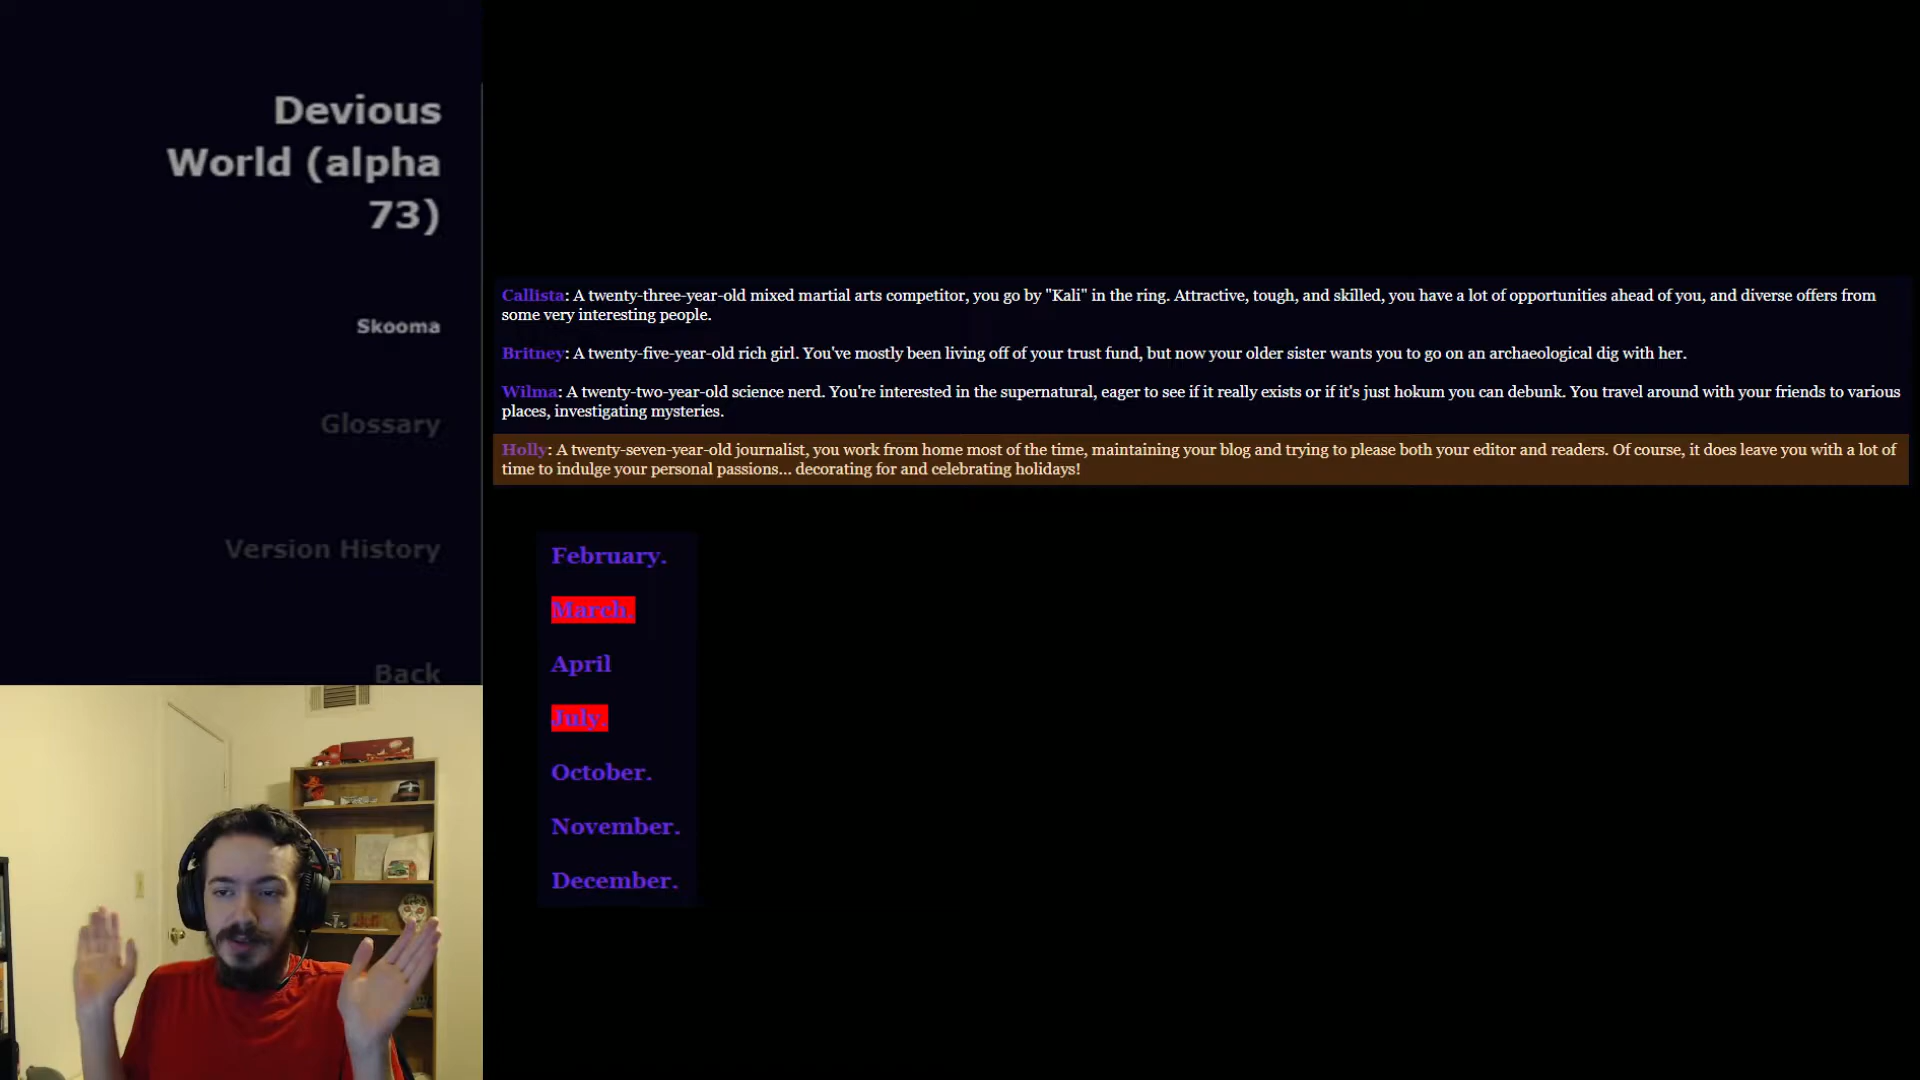 Devious
World (alpha
73)
Skooma
Glossary
Version History
Back
Callista: A twenty-three-year-old mixed martial arts competitor, you go by "Kali" in the ring. Attractive, tough, and skilled, you have a lot of opportunities ahead of you, and diverse offers from
some very interesting people.
Britney: A twenty-five-year-old rich girl. You've mostly been living off of your trust fund, but now your older sister wants you to go on an archaeological dig with her.
Wilma: A twenty-two-year-old science nerd. You're interested in the supernatural, eager to see if it really exists or if it's just hokum you can debunk. You travel around with your friends to various
places, investigating mysteries.
Holly: A twenty-seven-year-old journalist, you work from home most of the time, maintaining your blog and trying to please both your editor and readers. Of course, it does leave you with a lot of
time to indulge your personal passions... decorating for and celebrating holidays!
February.
March.
April
July.
October.
November.
December.